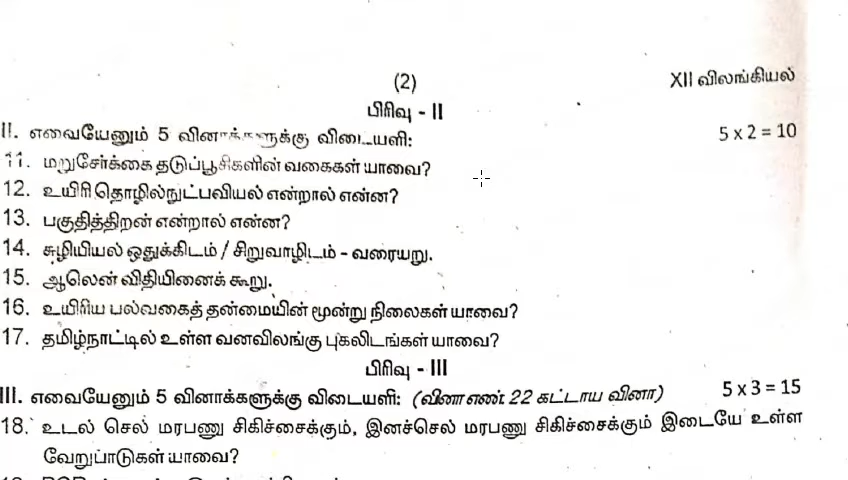 (2)
XII விலங்கியல்
பிரிவு - II
II. எவையேனும் 5 வினாக்களுக்கு விடையளி: 5 x 2 = 10
11. மறுசேர்க்கை தடுப்பூசிகளின் வகைகள் யாவை?
12. உயிரி தொழில்நுட்பவியல் என்றால் என்ன?
13. பகுதித்திறன் என்றால் என்ன?
14. சுழியியல் ஒதுக்கிடம் / சிறுவாழிடம் - வரையறு.
15. ஆலென் விதியினைக் கூறு.
16. உயிரிய பல்வகைத் தன்மையின் மூன்று நிலைகள் யாவை?
17. தமிழ்நாட்டில் உள்ள வனவிலங்கு புகலிடங்கள் யாவை?
பிரிவு - III
III. எவையேனும் 5 வினாக்களுக்கு விடையளி: (வினா எண் 22 கட்டாய வினா) 5 x 3 = 15
18. உடல் செல் மரபணு சிகிச்சைக்கும், இனச்செல் மரபணு சிகிச்சைக்கும் இடையே உள்ள
வேறுபாடுகள் யாவை?